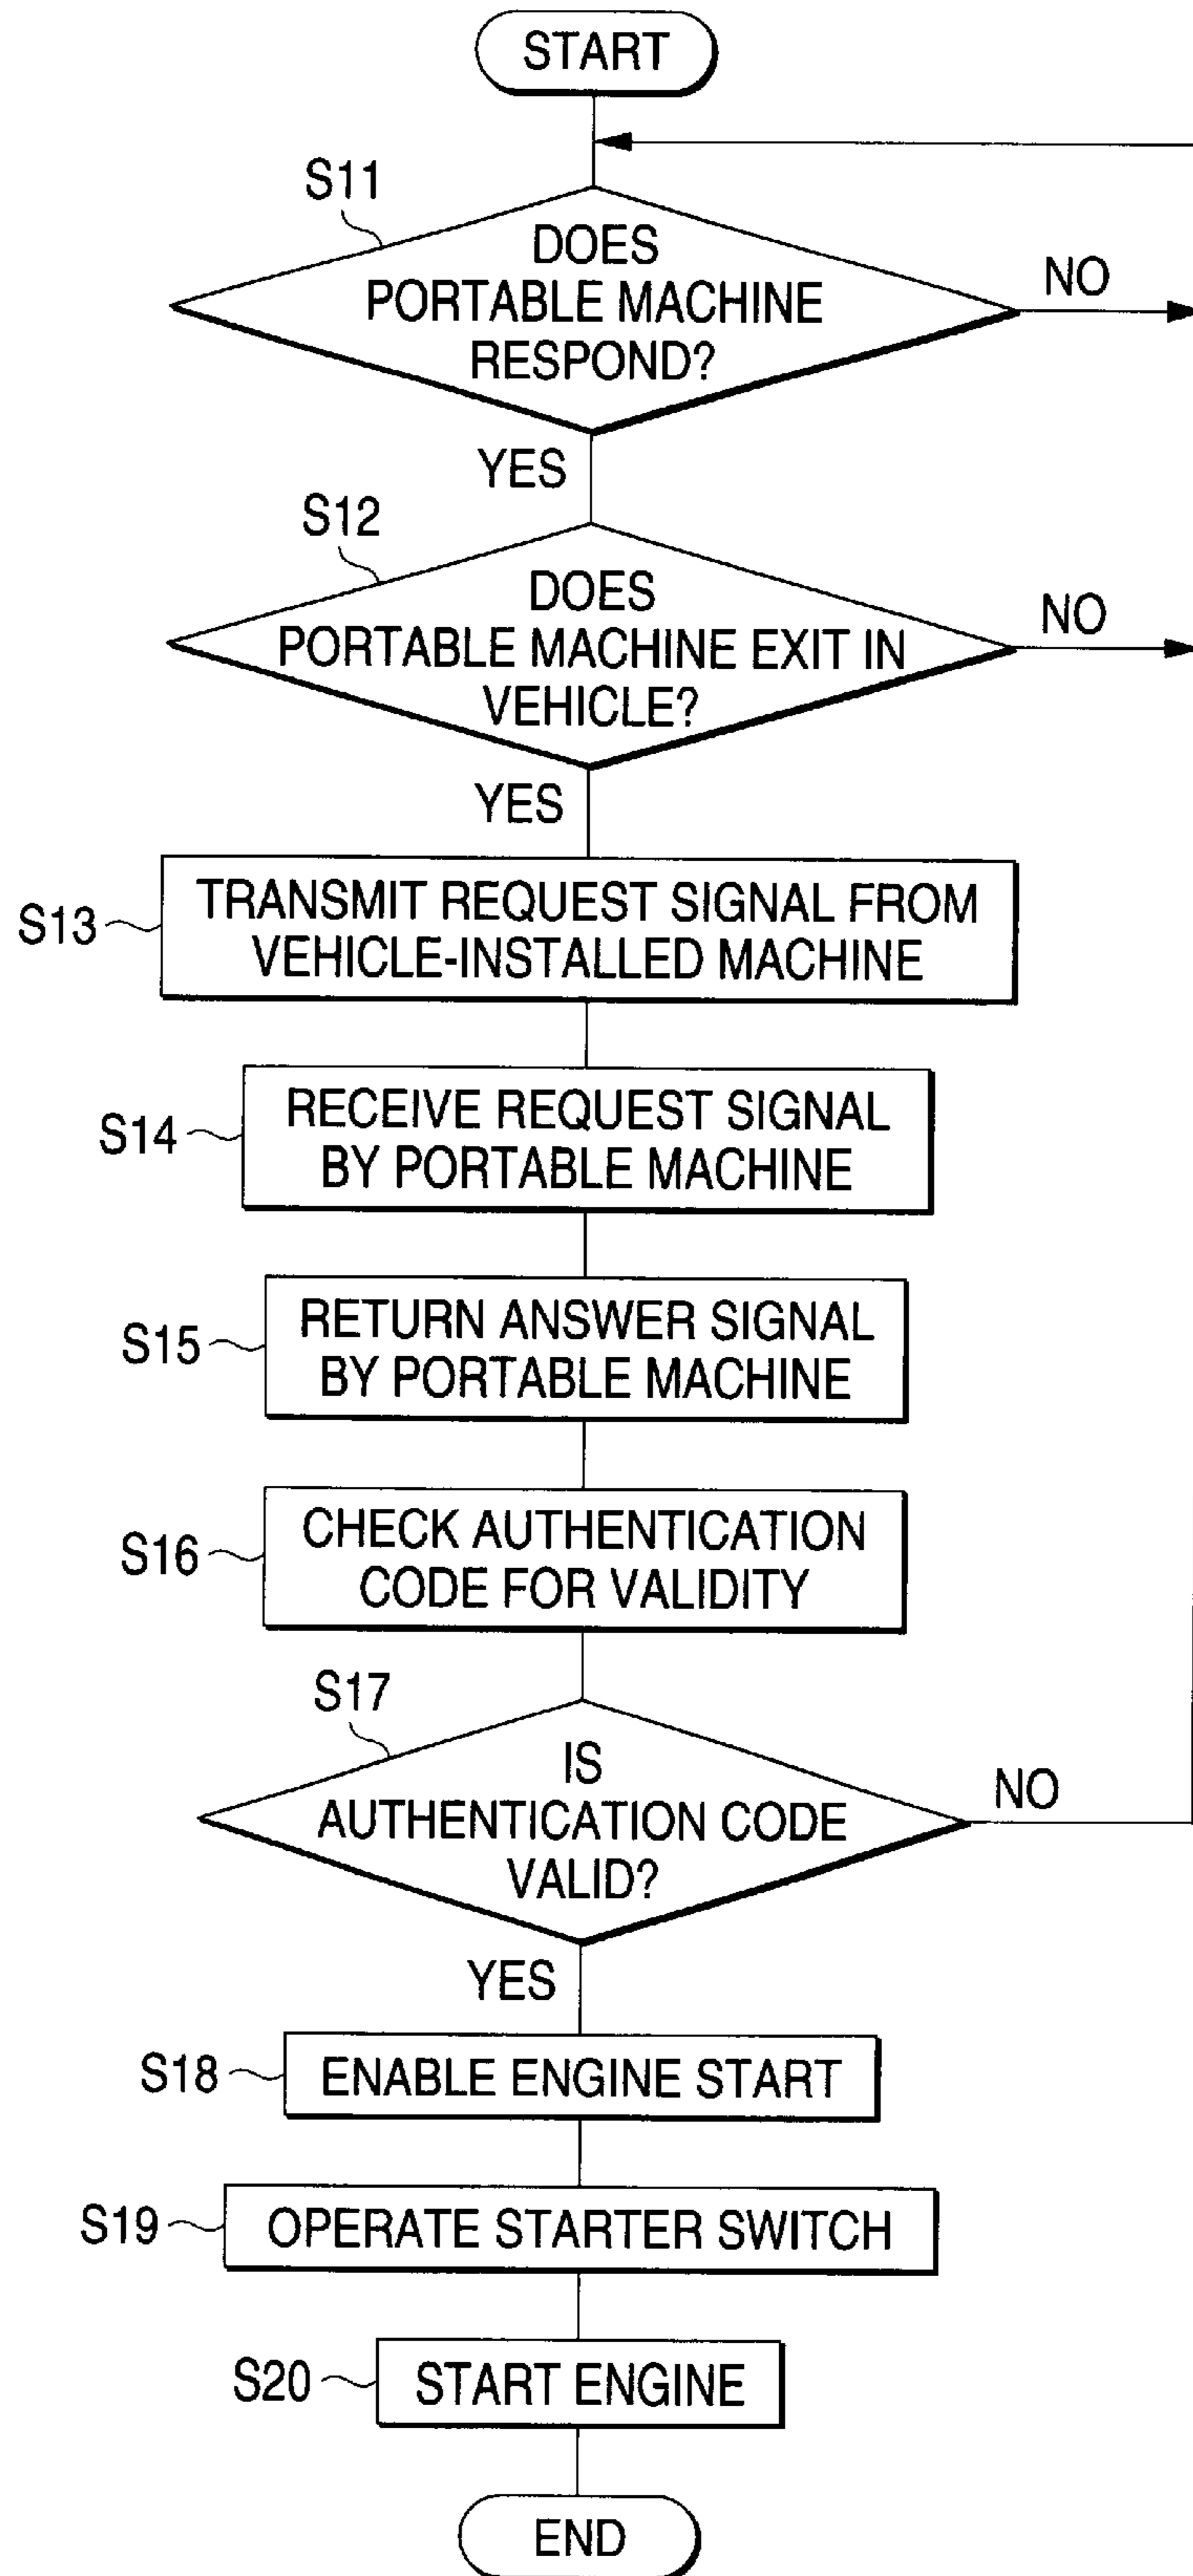 START
S11
DOES
PORTABLE MACHINE
RESPOND?
NO
YES
S12
DOES
PORTABLE MACHINE EXIT IN
VEHICLE?
NO
YES
S13
TRANSMIT REQUEST SIGNAL FROM
VEHICLE-INSTALLED MACHINE
S14
RECEIVE REQUEST SIGNAL
BY PORTABLE MACHINE
S15
RETURN ANSWER SIGNAL
BY PORTABLE MACHINE
S16
CHECK AUTHENTICATION
CODE FOR VALIDITY
S17
IS
AUTHENTICATION CODE
VALID?
NO
YES
S18
ENABLE ENGINE START
S19
OPERATE STARTER SWITCH
S20
START ENGINE
END